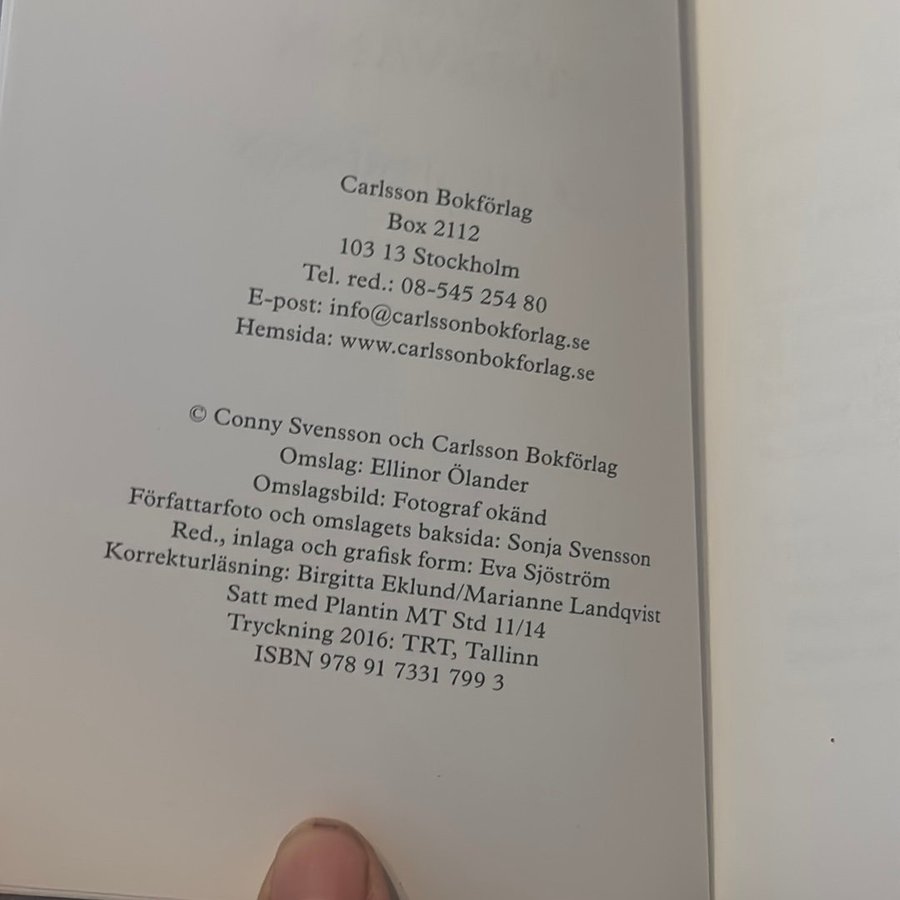 Carlsson Bokförlag
Box 2112
103 13 Stockholm
Tel. red.: 08-545 254 80
E-post: info@carlssonbokforlag.se
Hemsida: www.carlssonbokforlag.se
© Conny Svensson och Carlsson Bokförlag
Omslag: Ellinor Ölander
Omslagsbild: Fotograf okänd
Författarfoto och omslagets baksida: Sonja Svensson
Red., inlaga och grafisk form: Eva Sjöström
Korrekturläsning: Birgitta Eklund/Marianne Landqvist
Satt med Plantin MT Std 11/14
Tryckning 2016: TRT, Tallinn
ISBN 978 91 7331 799 3